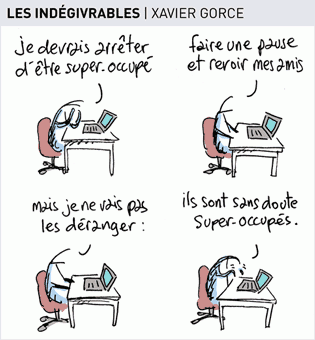 LES INDÉGIVRABLES | XAVIER GORCE
je devrais arrêter
d'être super-occupé
faire une pause
et revoir mes amis
mais je ne vais pas
les déranger :
ils sont sans doute
super-occupés.